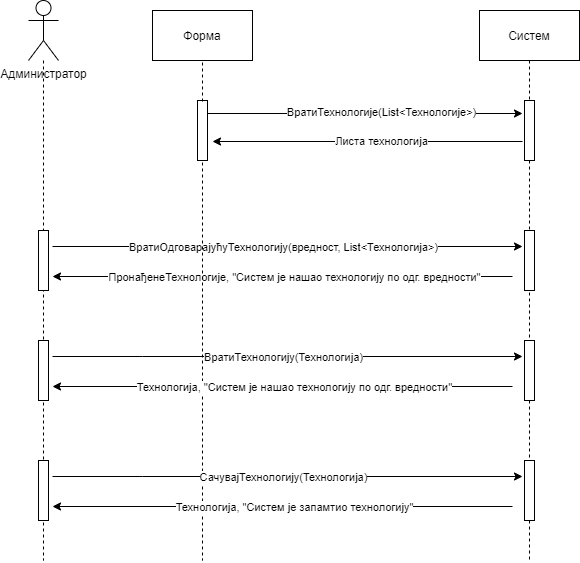 Администратор
Форма
Систем
ВратиТехнологије(List<Технологије>)
Листа технологија
ВратиОдговарајућуТехнологију(вредност, List<Технологија>)
ПронађенеТехнологије, "Систем је нашао технологију по одг. вредности"
ВратиТехнологију(Технологија)
Технологија, "Систем је нашао технологију по одг. вредности"
СачувајТехнологију(Технологија)
Технологија, "Систем је запамтио технологију"